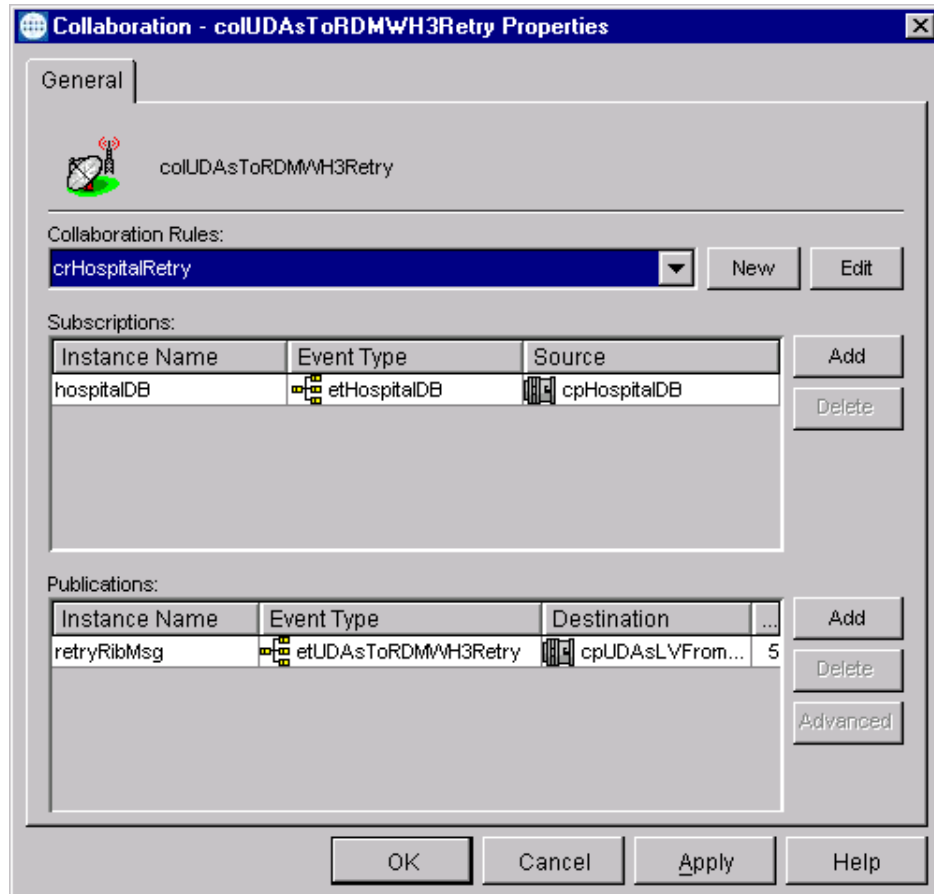 Collaboration - colUDAsToRDMWH3Retry Properties
General
colUDAsToRDMWH3Retry
Collaboration Rules:
crHospitalRetry New Edit
Subscriptions:
Instance Name Event Type Source Add
hospitalDB etHospitalDB cpHospitalDB
Delete
Publications:
Instance Name Event Type Destination ... Add
retryRibMsg etUDAsToRDMWH3Retry cpUDAsLVFrom... 5
Delete
Advanced
OK Cancel Apply Help